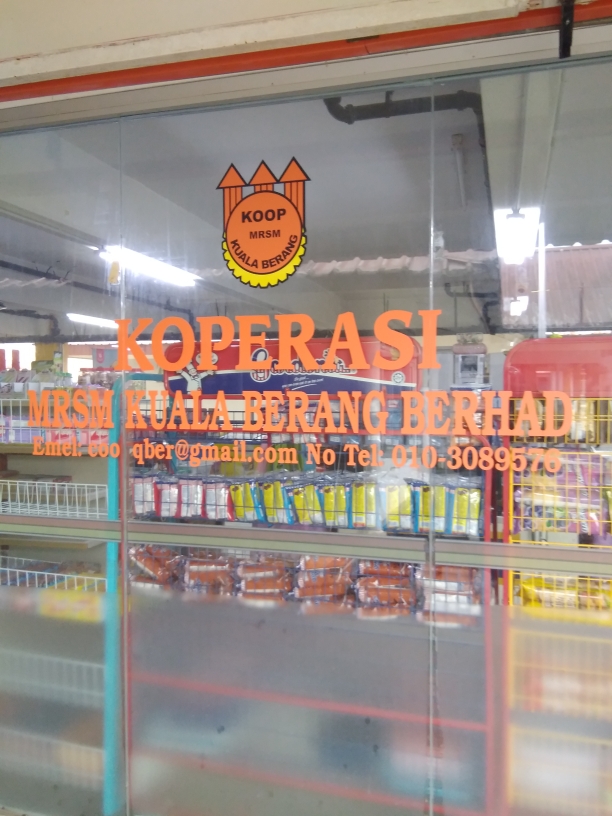 KOOP
MRSM
KUALA BERANG
KOPERASI
MRSM KUALA BERANG BERHAD
Emel: coo qber@gmail.com No Tel: 010-3089576